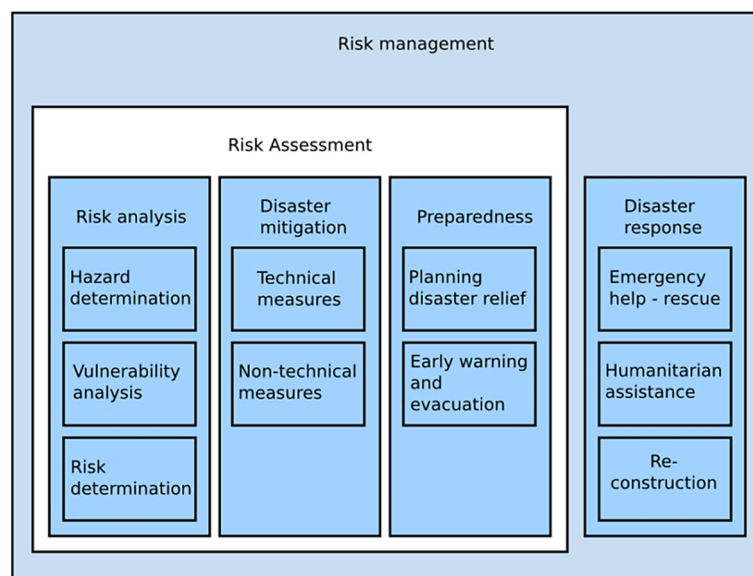 Risk management
Risk Assessment
Risk analysis
Hazard
determination
Vulnerability
analysis
Risk
determination
Disaster
mitigation
Technical
measures
Non-technical
measures
Preparedness
Planning
disaster relief
Early warning
and
evacuation
Disaster
response
Emergency
help - rescue
Humanitarian
assistance
Re-
construction